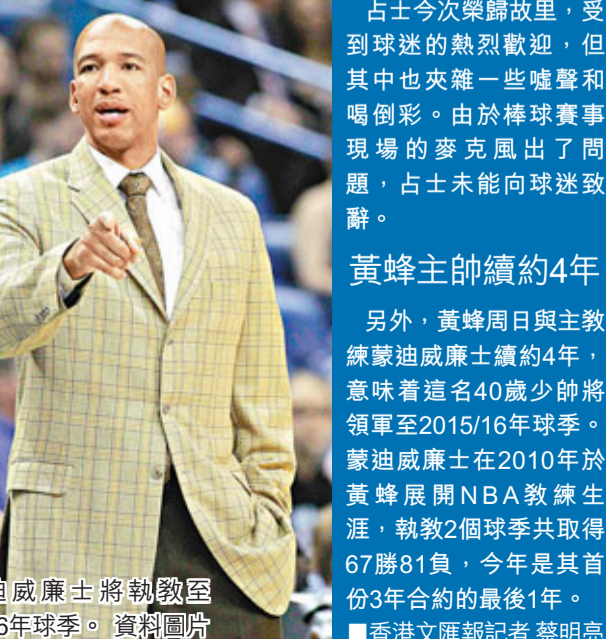 占士今次榮歸故里，受
到球迷的熱烈歡迎，但
其中也夾雜一些噓聲和
喝倒彩。由於棒球賽事
現場的麥克風出了問
題，占士未能向球迷致
辭。
黃蜂主帥續約4年
另外，黃蜂周日與主教
練蒙迪威廉士續約4年，
意味着這名40歲少帥將
領軍至2015/16年球季。
蒙迪威廉士在2010年於
黃蜂展開NBA教練生
涯，執教2個球季共取得
67勝81負，今年是其首
份3年合約的最後1年。
■香港文匯報記者 蔡明亮
迪威廉士將執教至
6年球季。 資料圖片